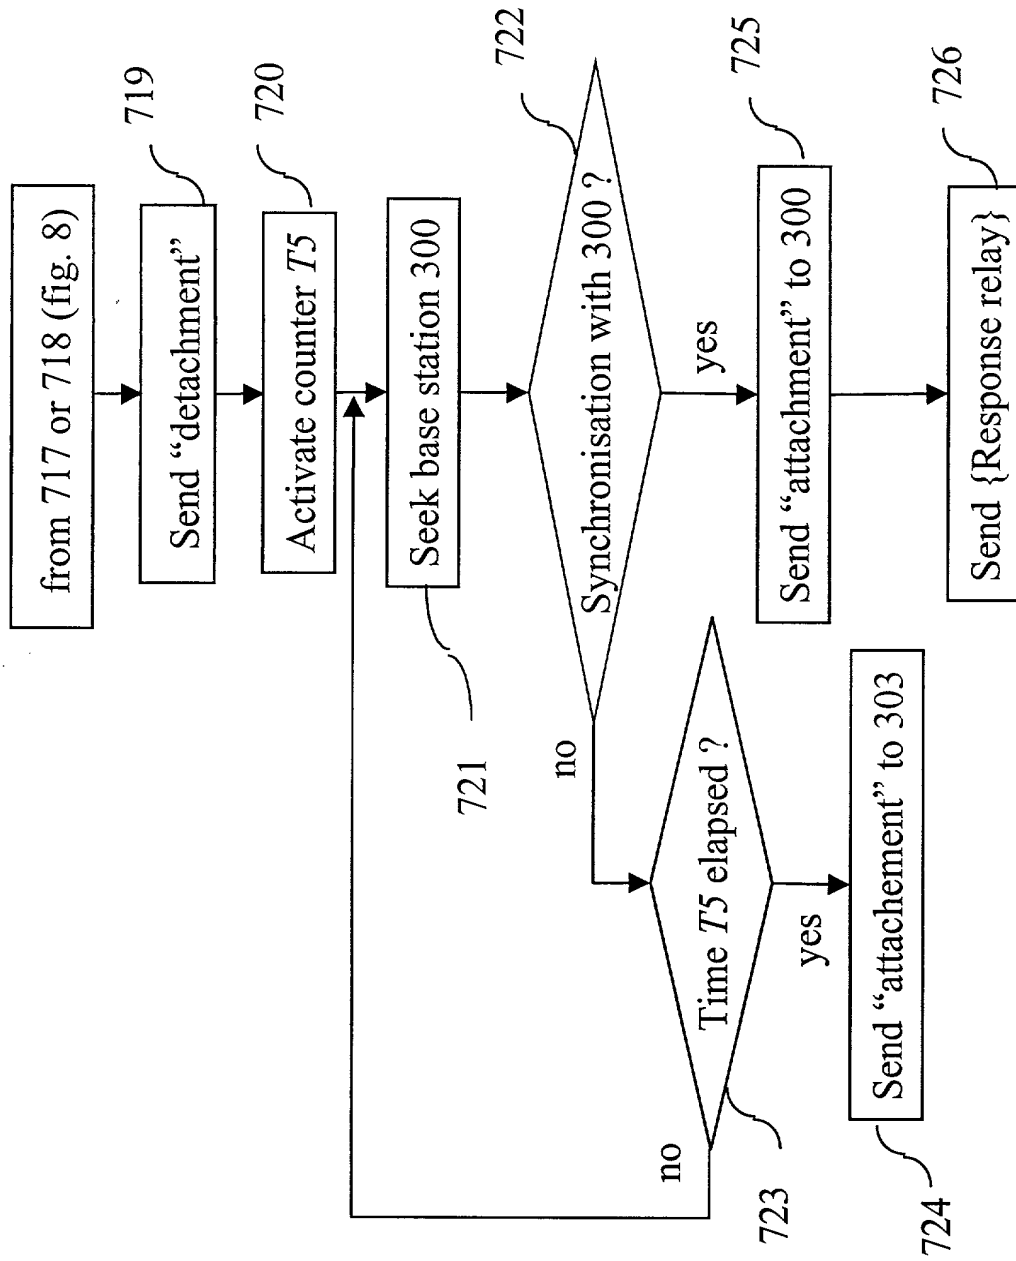 from 717 or 718 (fig. 8)
719
Send “detachment”
720
Activate counter T5
Seek base station 300
721
722
Synchronisation with 300 ?
no
yes
Time T5 elapsed ?
723
no
yes
725
Send “attachment” to 300
Send “attachement” to 303
724
726
Send {Response relay}